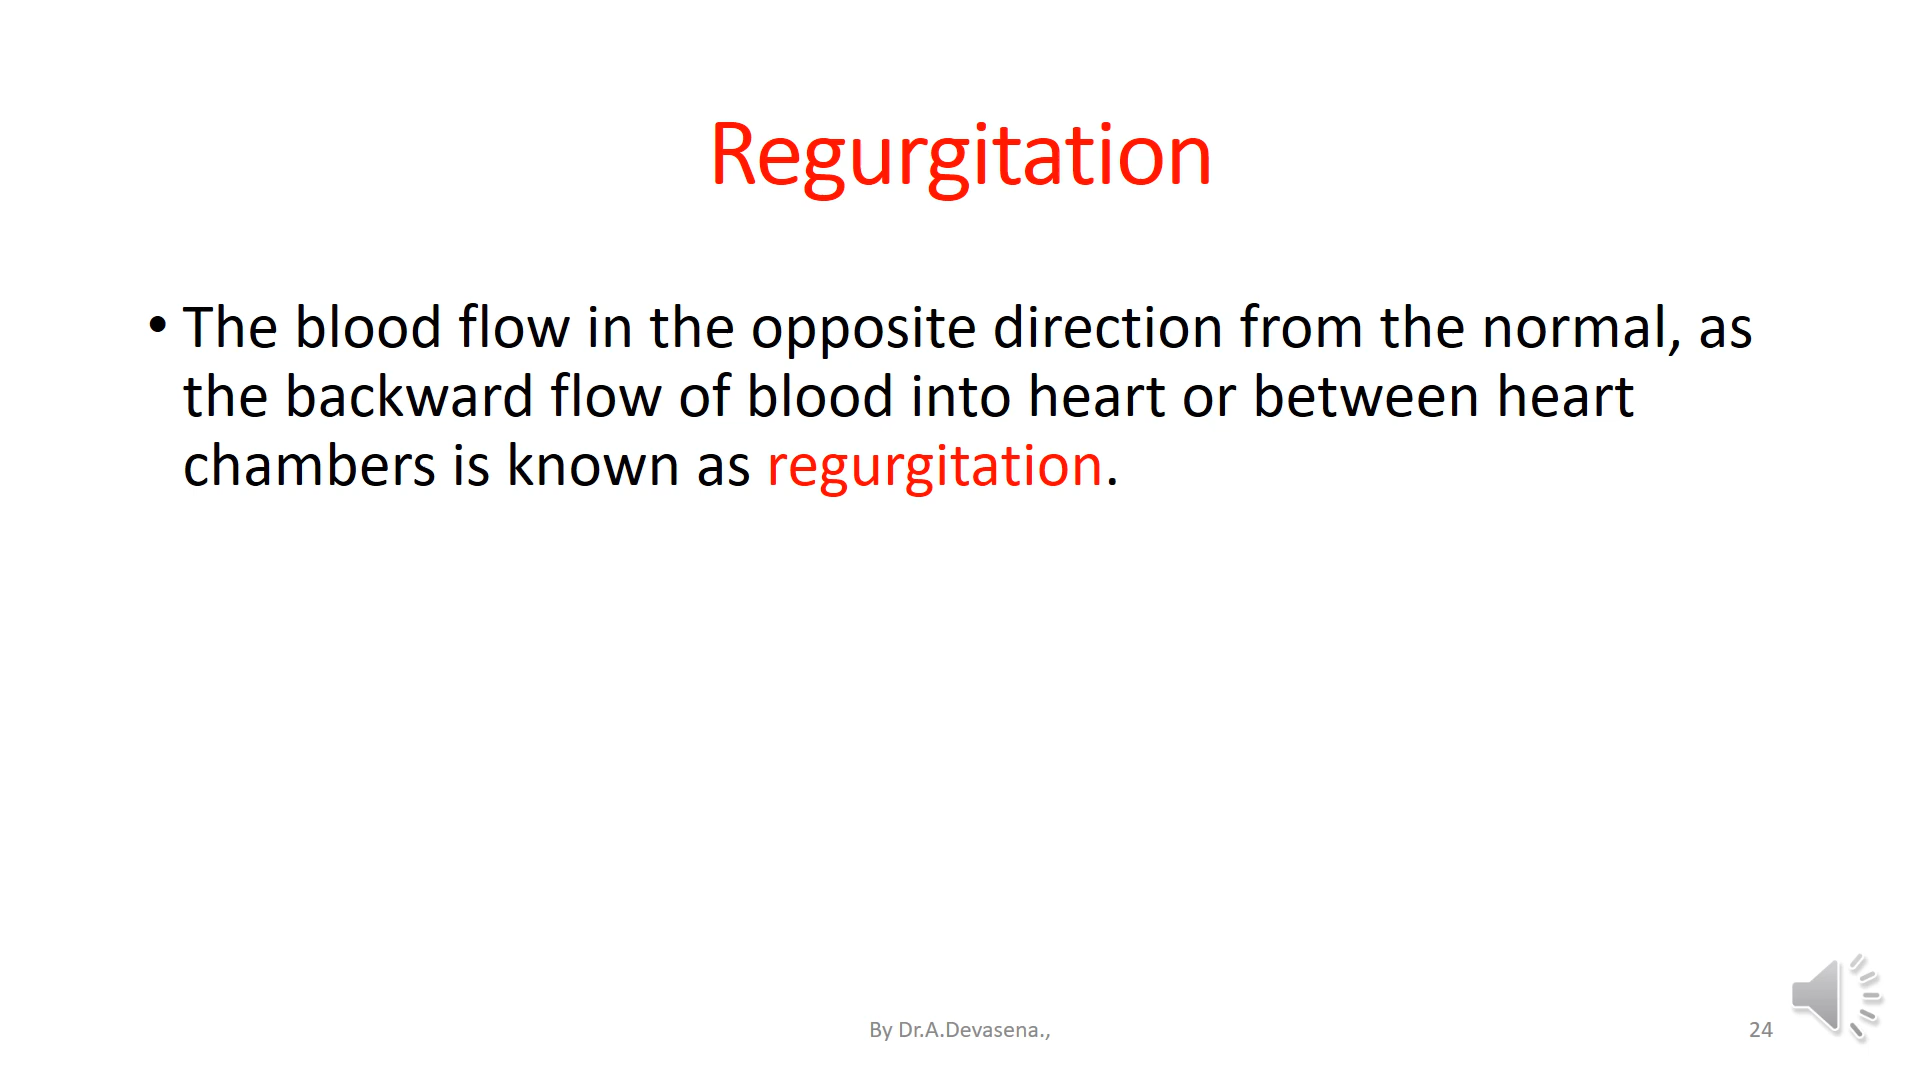 Regurgitation
• The blood flow in the opposite direction from the normal, as
the backward flow of blood into heart or between heart
chambers is known as regurgitation.
By Dr.A.Devasena.,
24